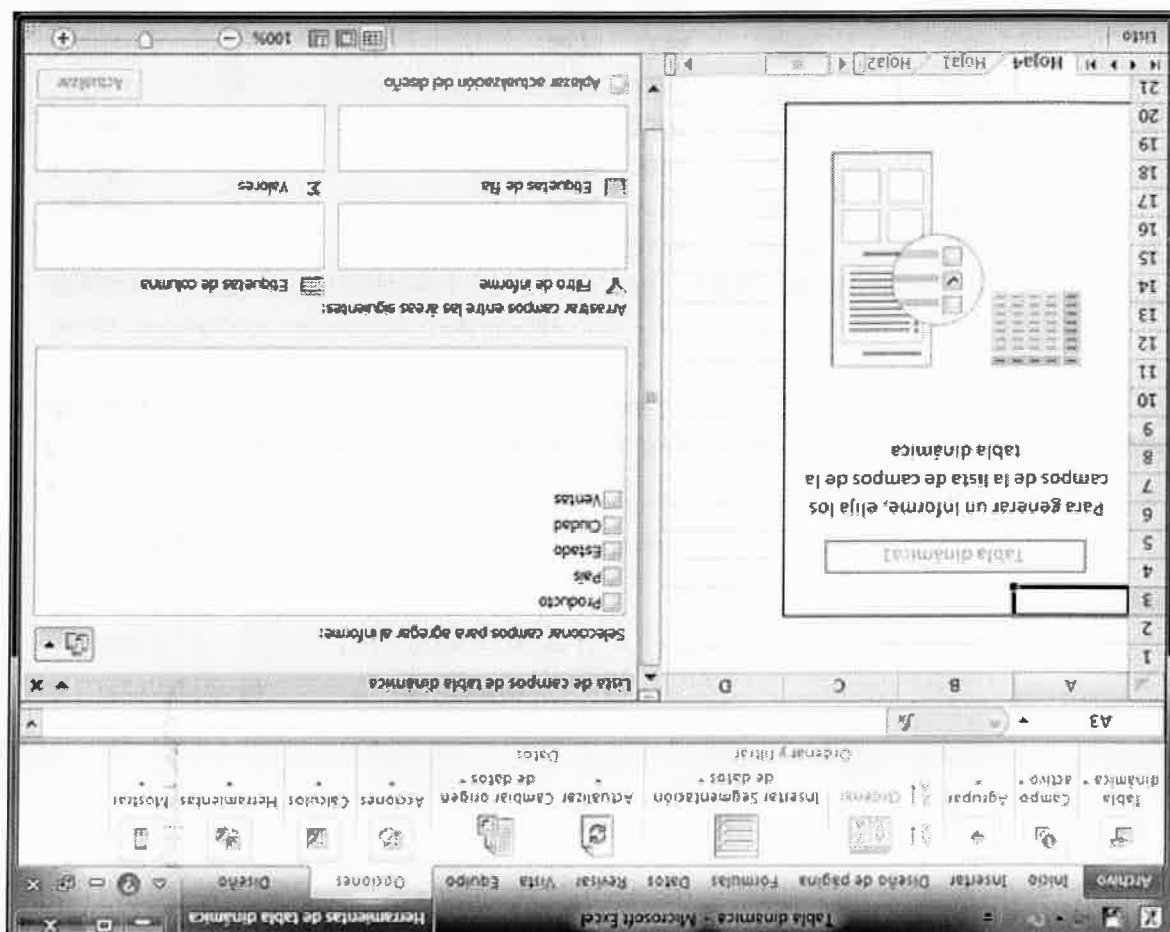 Tabla dinamica - Microsoft Excel
Herramientas de tabla dinámica
Archivo
Inicio
Insertar
Diseño de página
Fórmulas
Datos
Revisar
Vista
Equipo
Opciones
Diseño
Tabla dinámica
Campo activo
Agrupar
Ordenar
Insertar Segmentación de datos
Actualizar
Cambiar origen de datos
Acciones
Cálculos
Herramientas
Mostrar
Ordenar y filtrar
Datos
A3
fx
A
B
C
D
1
2
3
4
5
6
7
8
9
10
11
12
13
14
15
16
17
18
19
20
21
Tabla dinámica1
Para generar un informe, elija los
campos de la lista de campos de la
tabla dinámica
Lista de campos de tabla dinámica
Seleccionar campos para agregar al informe:
Producto
País
Estado
Ciudad
Ventas
Arrastrar campos entre las áreas siguientes:
Filtro de informe
Etiquetas de columna
Etiquetas de fila
Σ Valores
Aplazar actualización del diseño
Actualizar
Hoja4
Hoja1
Hoja2
Listo
100%